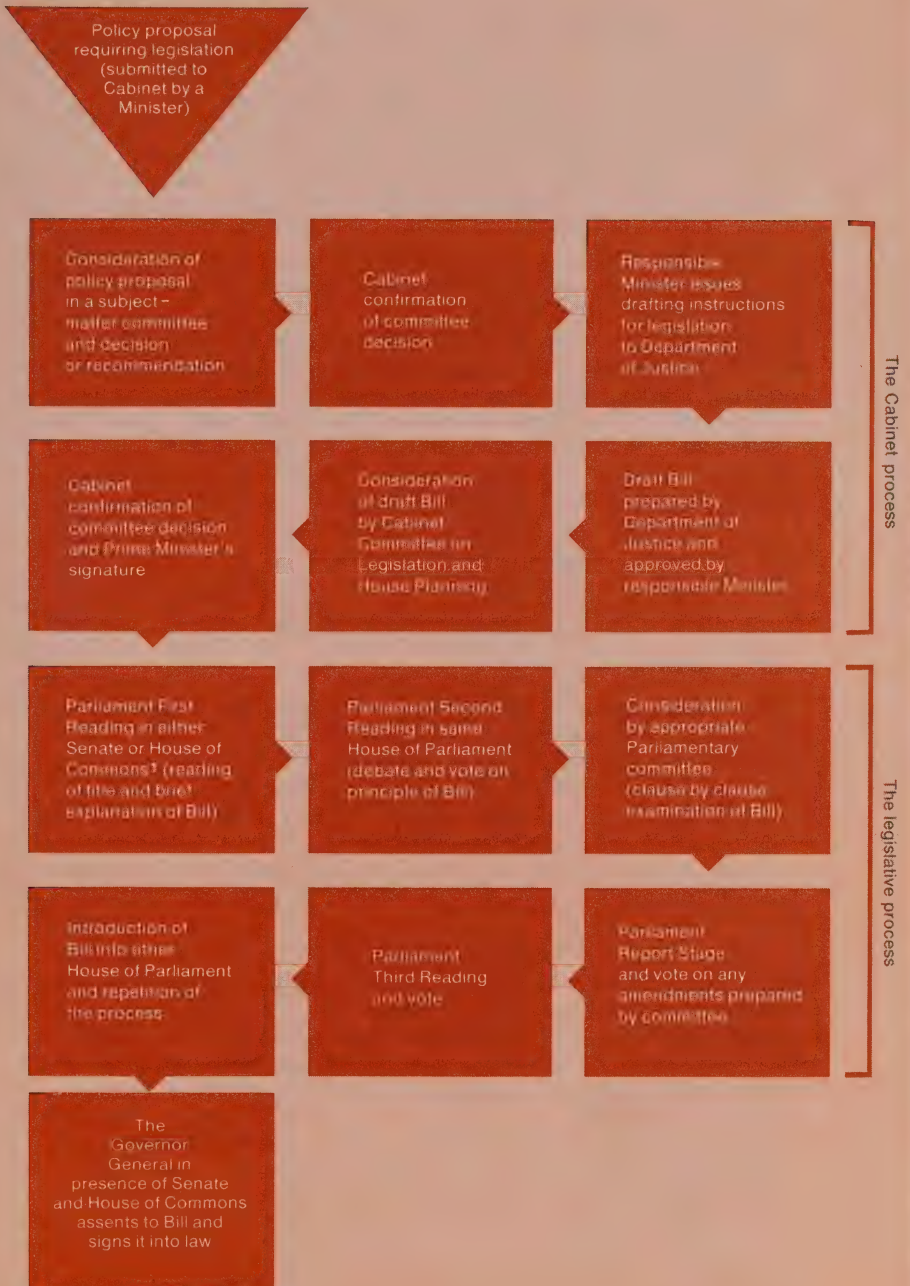 Policy proposal
requiring legislation
(submitted to
Cabinet by a
Minister)
Consideration of
policy proposal
in a subject –
matter committee
and decision
or recommendation
Cabinet
confirmation
of committee
decision
Responsible
Minister issues
drafting instructions
for legislation
to Department
of Justice
Draft Bill
prepared by
Department of
Justice and
approved by
responsible Minister
Consideration
of draft Bill
by Cabinet
Committee on
Legislation and
House Planning
Cabinet
confirmation of
committee decision
and Prime Minister's
signature
The Cabinet process
Parliament First
Reading in either
Senate or House of
Commons¹ (reading
of title and brief
explanation of Bill)
Parliament Second
Reading in same
House of Parliament
(debate and vote on
principle of Bill)
Consideration
by appropriate
Parliamentary
committee
(clause by clause
examination of Bill)
Parliament
Report Stage
and vote on any
amendments prepared
by committee
Parliament
Third Reading
and vote
Introduction of
Bill into other
House of Parliament
and repetition of
the process
The legislative process
The
Governor
General in
presence of Senate
and House of Commons
assents to Bill and
signs it into law